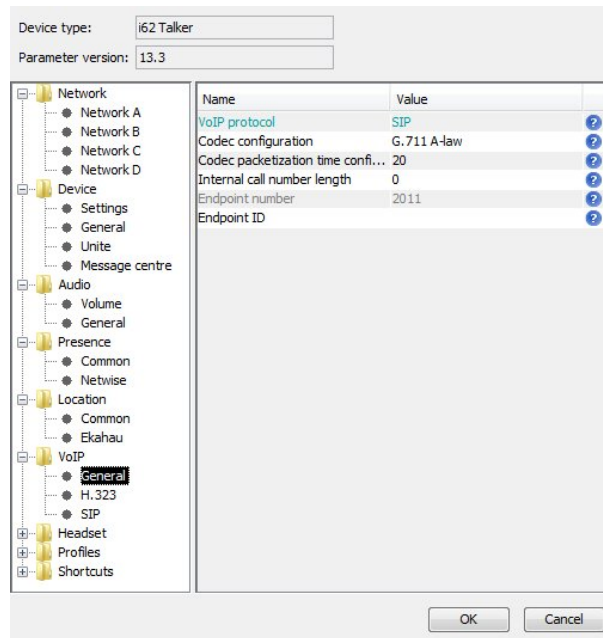 Device type: i62 Talker
Parameter version: 13.3
Network
Network A
Network B
Network C
Network D
Device
Settings
General
Unite
Message centre
Audio
Volume
General
Presence
Common
Netwise
Location
Common
Ekahau
VoIP
General
H.323
SIP
Headset
Profiles
Shortcuts
Name Value
VoIP protocol SIP
Codec configuration G.711 A-law
Codec packetization time confi... 20
Internal call number length 0
Endpoint number 2011
Endpoint ID
OK Cancel